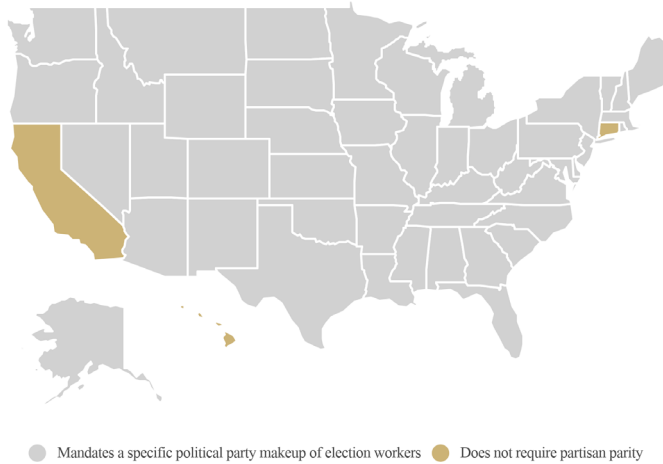 Mandates a specific political party makeup of election workers Does not require partisan parity